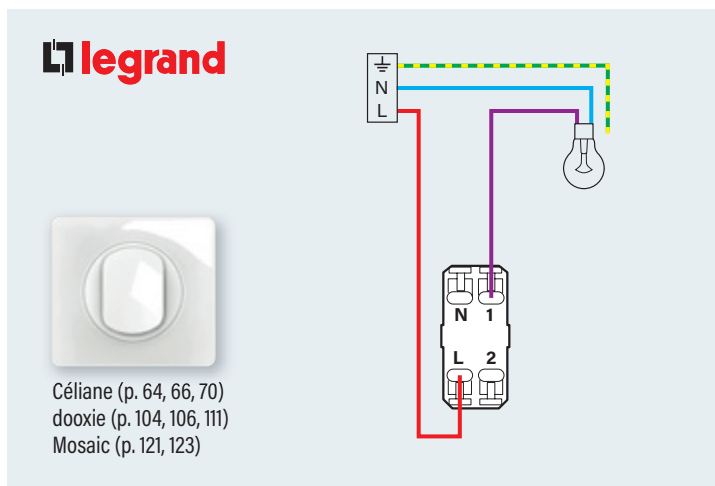 legrand
N
L
N 1
L 2
Céliane (p. 64, 66, 70)
dooxie (p. 104, 106, 111)
Mosaic (p. 121, 123)